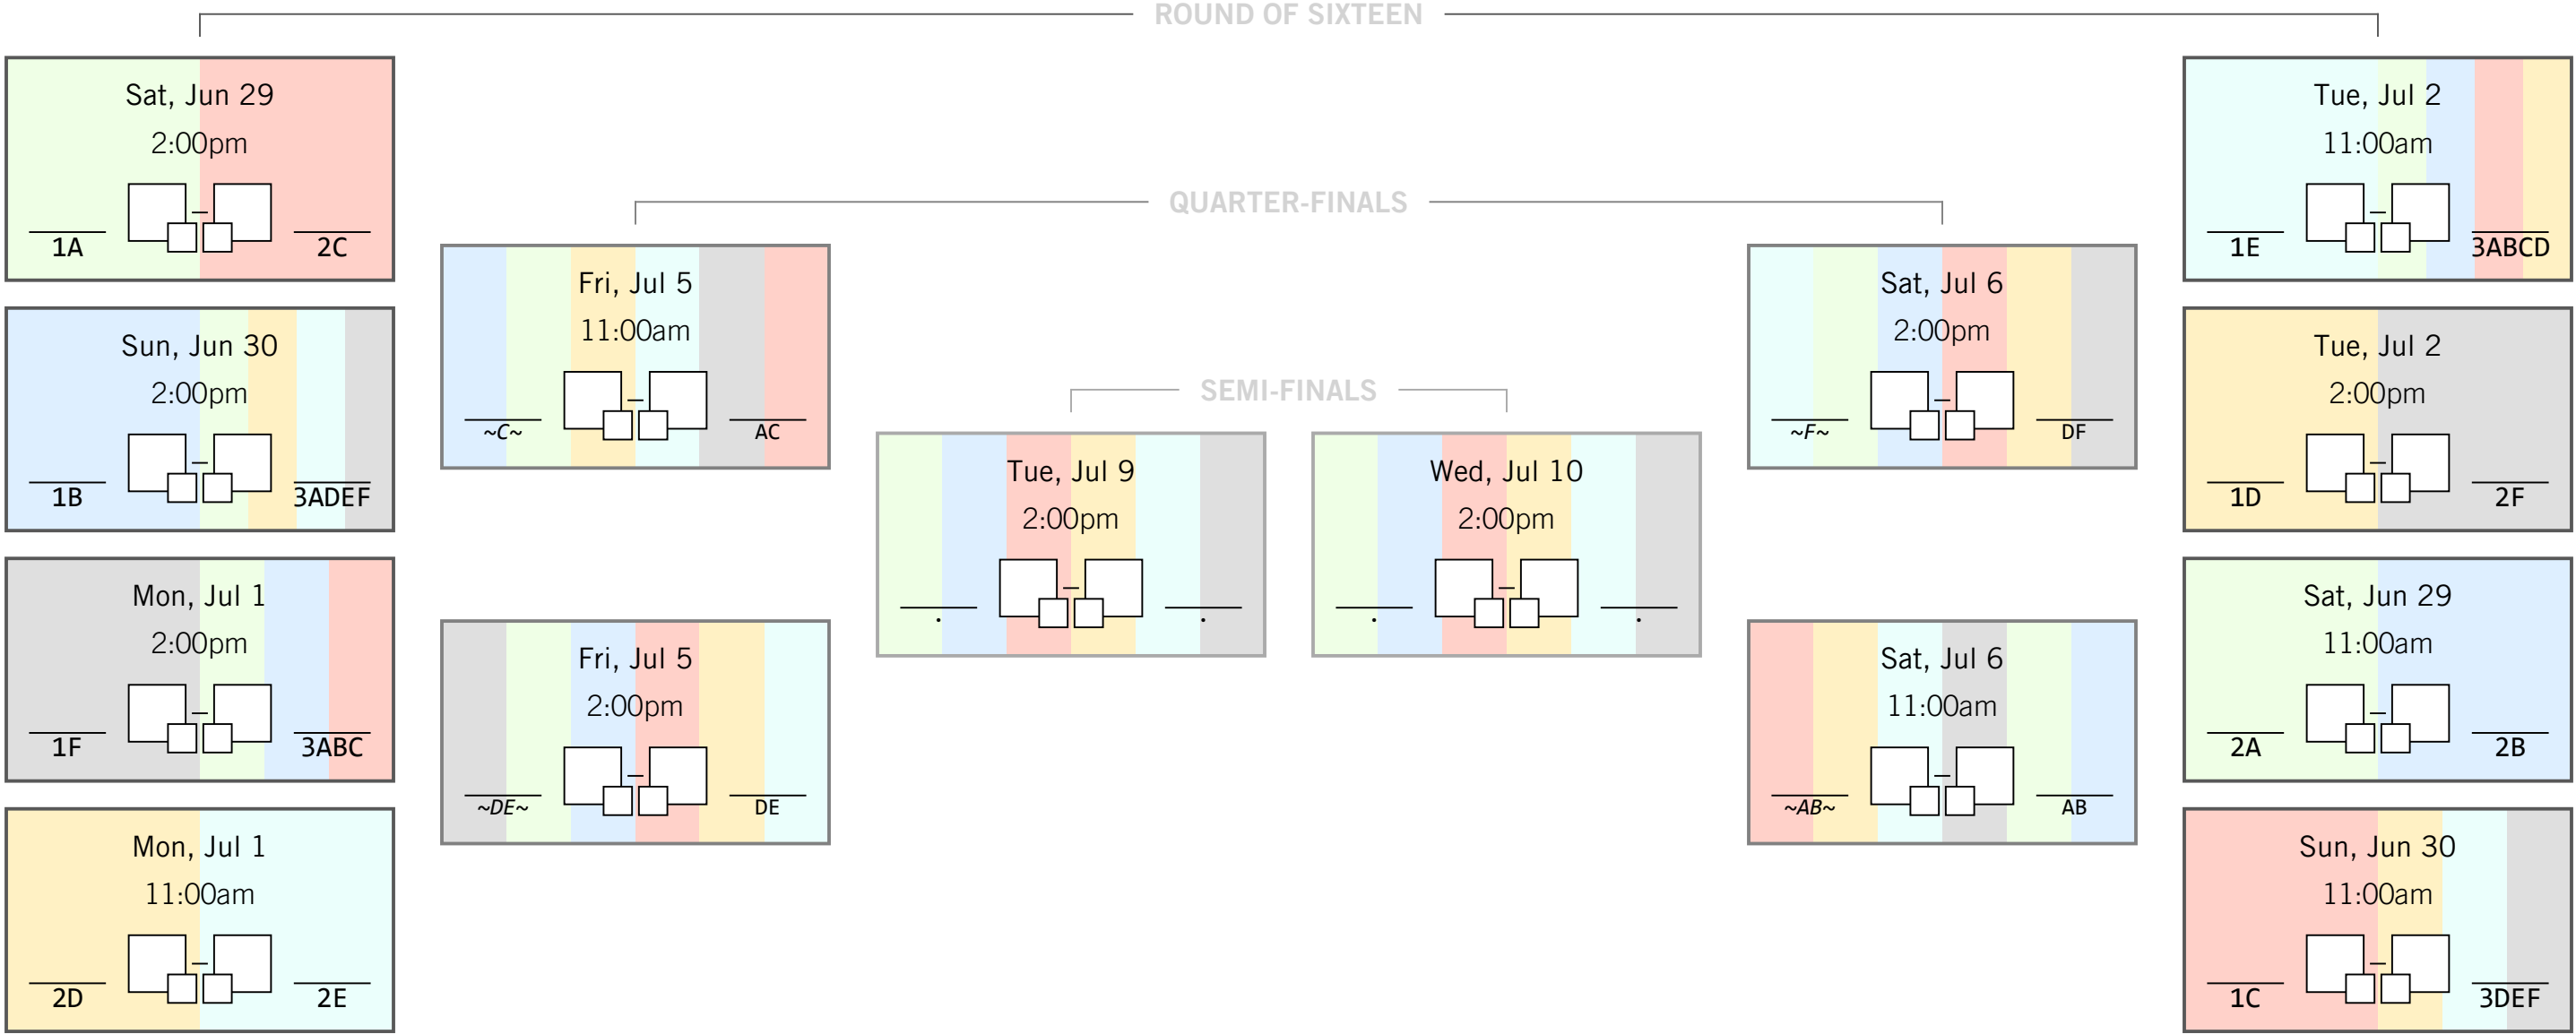 ROUND OF SIXTEEN
Sat, Jun 29
2:00pm
–
1A
2C
Sun, Jun 30
2:00pm
–
1B
3ADEF
Mon, Jul 1
2:00pm
–
1F
3ABC
Mon, Jul 1
11:00am
–
2D
2E
QUARTER-FINALS
Fri, Jul 5
11:00am
–
~C~
AC
Fri, Jul 5
2:00pm
–
~DE~
DE
SEMI-FINALS
Tue, Jul 9
2:00pm
–
.
.
Wed, Jul 10
2:00pm
–
.
.
Sat, Jul 6
2:00pm
–
~F~
DF
Sat, Jul 6
11:00am
–
~AB~
AB
Tue, Jul 2
11:00am
–
1E
3ABCD
Tue, Jul 2
2:00pm
–
1D
2F
Sat, Jun 29
11:00am
–
2A
2B
Sun, Jun 30
11:00am
–
1C
3DEF